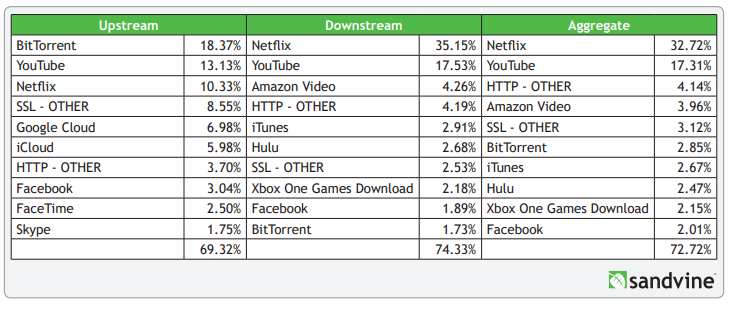 Upstream Downstream Aggregate
BitTorrent 18.37% Netflix 35.15% Netflix 32.72%
YouTube 13.13% YouTube 17.53% YouTube 17.31%
Netflix 10.33% Amazon Video 4.26% HTTP - OTHER 4.14%
SSL - OTHER 8.55% HTTP - OTHER 4.19% Amazon Video 3.96%
Google Cloud 6.98% iTunes 2.91% SSL - OTHER 3.12%
iCloud 5.98% Hulu 2.68% BitTorrent 2.85%
HTTP - OTHER 3.70% SSL - OTHER 2.53% iTunes 2.67%
Facebook 3.04% Xbox One Games Download 2.18% Hulu 2.47%
FaceTime 2.50% Facebook 1.89% Xbox One Games Download 2.15%
Skype 1.75% BitTorrent 1.73% Facebook 2.01%
69.32% 74.33% 72.72%
sandvine